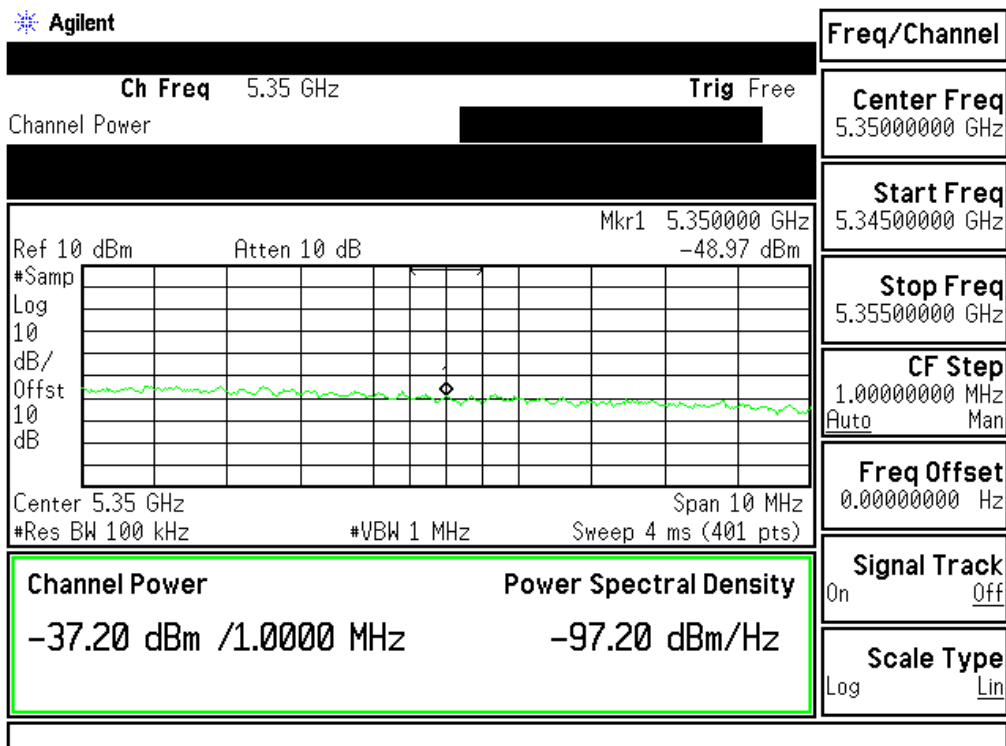 Agilent
Freq/Channel
Ch Freq 5.35 GHz Trig Free
Channel Power
Center Freq
5.35000000 GHz
Start Freq
5.34500000 GHz
Stop Freq
5.35500000 GHz
CF Step
1.00000000 MHz
Auto Man
Freq Offset
0.00000000 Hz
Signal Track
On Off
Scale Type
Log Lin
Mkr1 5.350000 GHz
Ref 10 dBm Atten 10 dB -48.97 dBm
#Samp
Log
10
dB/
Offst
10
dB
Center 5.35 GHz Span 10 MHz
#Res BW 100 kHz #VBW 1 MHz Sweep 4 ms (401 pts)
Channel Power Power Spectral Density
-37.20 dBm /1.0000 MHz -97.20 dBm/Hz